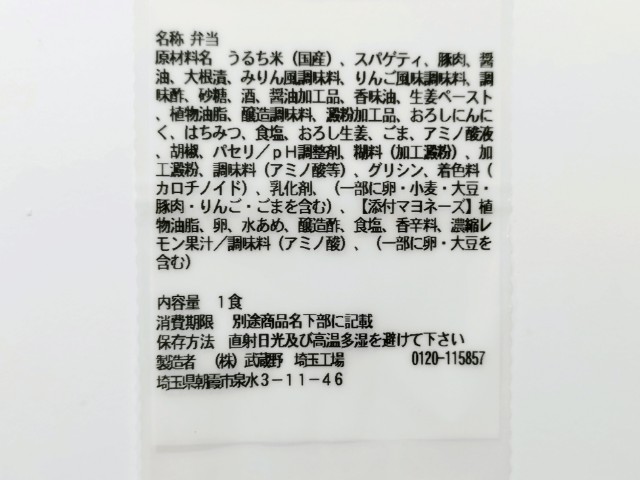 名称 弁当
原材料名 うるち米（国産）、スパゲティ、豚肉、醤
油、大根漬、みりん風調味料、りんご風味調味料、調
味酢、砂糖、酒、醤油加工品、香味油、生姜ペースト
、植物油脂、醸造調味料、澱粉加工品、おろしにんに
く、はちみつ、食塩、おろし生姜、ごま、アミノ酸液
、胡椒、パセリ／ｐＨ調整剤、糊料（加工澱粉）、加
工澱粉、調味料（アミノ酸等）、グリシン、着色料（
カロチノイド）、乳化剤、（一部に卵・小麦・大豆・
豚肉・りんご・ごまを含む）、【添付マヨネーズ】植
物油脂、卵、水あめ、醸造酢、食塩、香辛料、濃縮レ
モン果汁／調味料（アミノ酸）、（一部に卵・大豆を
含む）
内容量 １食
消費期限 別途商品名下部に記載
保存方法 直射日光及び高温多湿を避けて下さい
製造者 （株）武蔵野 埼玉工場 0120-115857
埼玉県朝霞市泉水３－１１－４６